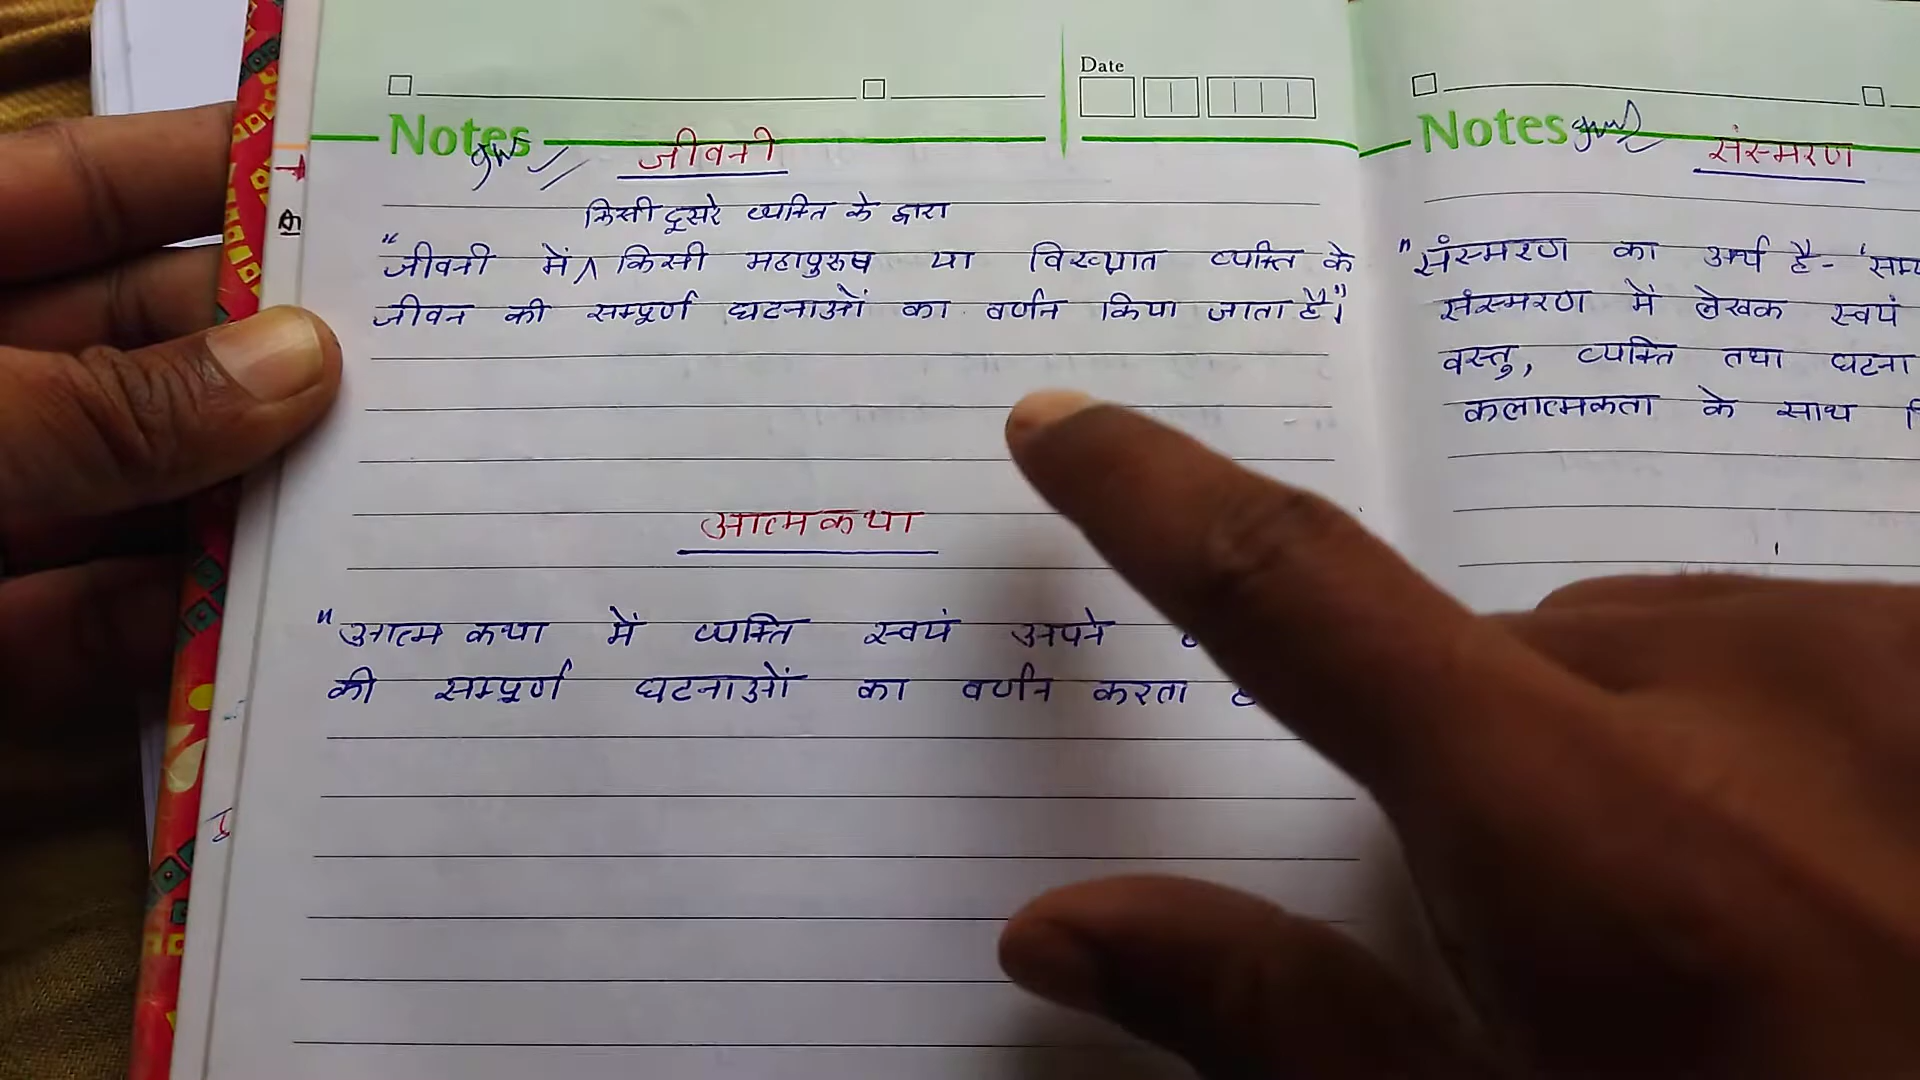 Date
Notes
जीवनी
किसी दूसरे व्यक्ति के द्वारा
"जीवनी में ^ किसी महापुरुष या विख्यात व्यक्ति के
जीवन की सम्पूर्ण घटनाओं का वर्णन किया जाता है।"
आत्मकथा
"आत्म कथा में व्यक्ति स्वयं अपने
की सम्पूर्ण घटनाओं का वर्णन करता
Notes
संस्मरण
"संस्मरण का अर्थ है- '
संस्मरण में लेखक स्वयं
वस्तु, व्यक्ति तथा घटना
कलात्मकता के साथ